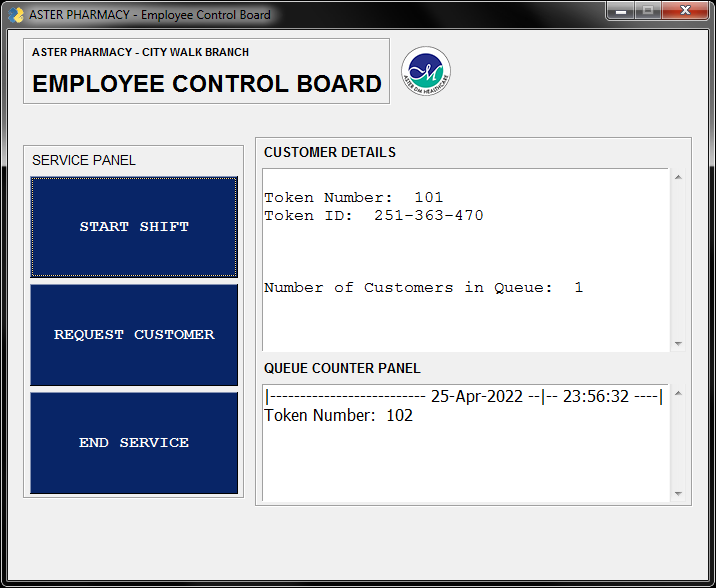 ASTER PHARMACY - Employee Control Board
ASTER PHARMACY - CITY WALK BRANCH
EMPLOYEE CONTROL BOARD
M
ASTER DM HEALTHCARE
SERVICE PANEL
START SHIFT
REQUEST CUSTOMER
END SERVICE
CUSTOMER DETAILS
Token Number:  101
Token ID:  251-363-470
Number of Customers in Queue:  1
QUEUE COUNTER PANEL
|-------------------------- 25-Apr-2022 --|-- 23:56:32 ----|
Token Number:  102